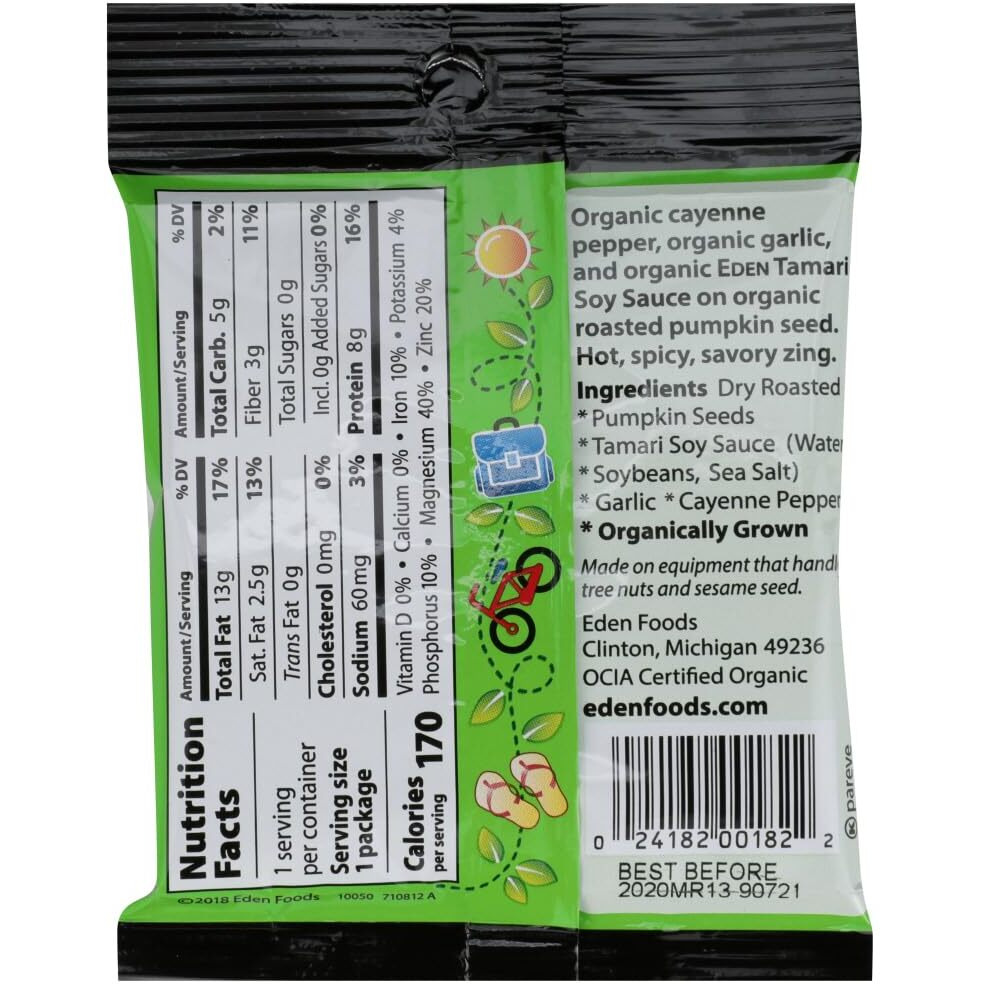 Nutrition
Facts
1 serving
per container
Serving size
1 package
Calories 170
per serving
Amount/Serving % DV
Total Fat 13g 17%
Sat. Fat 2.5g 13%
Trans Fat 0g
Cholesterol 0mg 0%
Sodium 60mg 3%
Amount/Serving % DV
Total Carb. 5g 2%
Fiber 3g 11%
Total Sugars 0g
Incl. 0g Added Sugars 0%
Protein 8g 16%
Vitamin D 0% • Calcium 0% • Iron 10% • Potassium 4%
Phosphorus 10% • Magnesium 40% • Zinc 20%
©2018 Eden Foods 10050 710812 A
Organic cayenne
pepper, organic garlic,
and organic EDEN Tamari
Soy Sauce on organic
roasted pumpkin seed.
Hot, spicy, savory zing.
Ingredients Dry Roasted
* Pumpkin Seeds
* Tamari Soy Sauce (Water
* Soybeans, Sea Salt)
* Garlic * Cayenne Pepper
* Organically Grown
Made on equipment that handl
tree nuts and sesame seed.
Eden Foods
Clinton, Michigan 49236
OCIA Certified Organic
edenfoods.com
0 24182 00182 2
K pareve
BEST BEFORE
2020MR13 90721